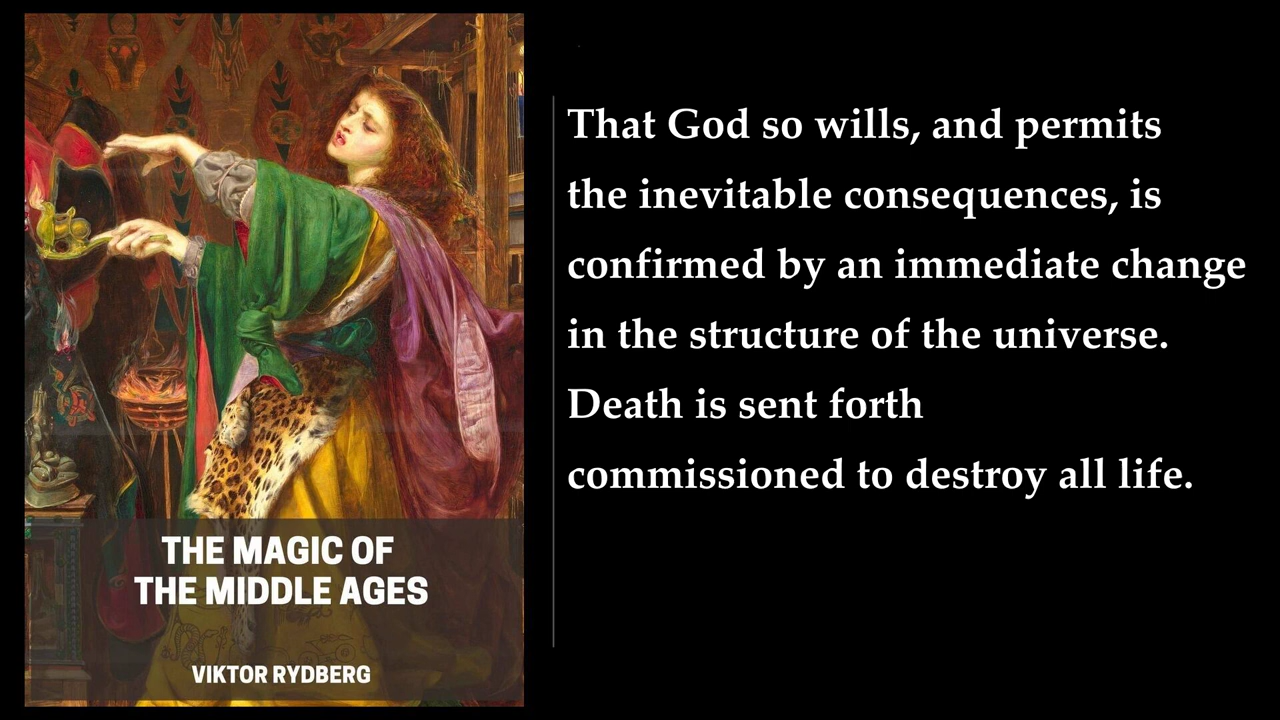 THE MAGIC OF
THE MIDDLE AGES
VIKTOR RYDBERG
That God so wills, and permits
the inevitable consequences, is
confirmed by an immediate change
in the structure of the universe.
Death is sent forth
commissioned to destroy all life.